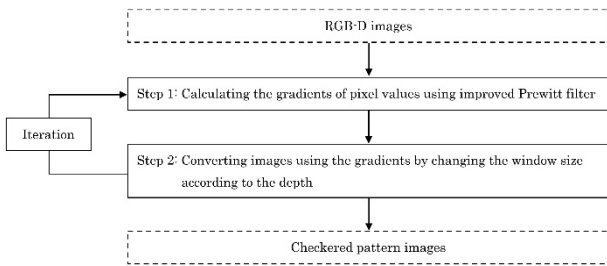 RGB-D images
Step 1: Calculating the gradients of pixel values using improved Prewitt filter
Iteration
Step 2: Converting images using the gradients by changing the window size
according to the depth
Checkered pattern images